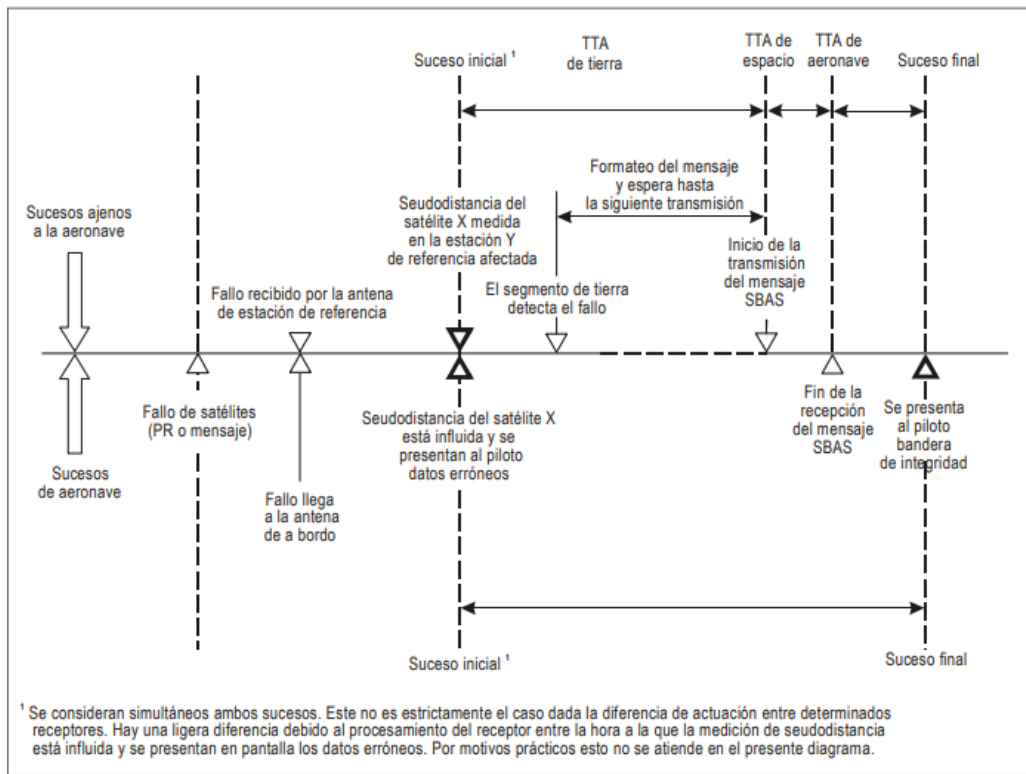 Suceso inicial ¹
TTA
de tierra
TTA de
espacio
TTA de
aeronave
Suceso final
Formateo del mensaje
y espera hasta
la siguiente transmisión
Sucesos ajenos
a la aeronave
Seudodistancia del
satélite X medida
en la estación Y
de referencia afectada
Inicio de la
transmisión
del mensaje
SBAS
Fallo recibido por la antena
de estación de referencia
El segmento de tierra
detecta el fallo
Fallo de satélites
(PR o mensaje)
Seudodistancia del satélite X
está influida y se
presentan al piloto
datos erróneos
Fin de la
recepción
del mensaje
SBAS
Se presenta
al piloto
bandera
de integridad
Sucesos
de aeronave
Fallo llega
a la antena
de a bordo
Suceso inicial ¹
Suceso final
¹ Se consideran simultáneos ambos sucesos. Este no es estrictamente el caso dada la diferencia de actuación entre determinados
receptores. Hay una ligera diferencia debido al procesamiento del receptor entre la hora a la que la medición de seudodistancia
está influida y se presentan en pantalla los datos erróneos. Por motivos prácticos esto no se atiende en el presente diagrama.